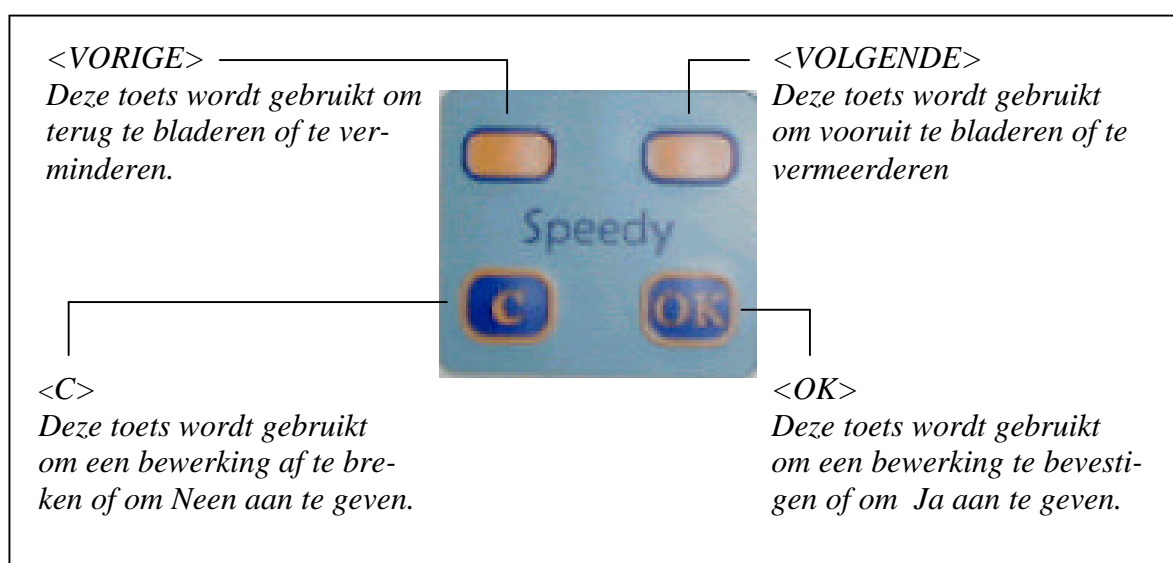 <VORIGE>
Deze toets wordt gebruikt om
terug te bladeren of te ver-
minderen.
<VOLGENDE>
Deze toets wordt gebruikt
om vooruit te bladeren of te
vermeerderen
Speedy
C
OK
<C>
Deze toets wordt gebruikt
om een bewerking af te bre-
ken of om Neen aan te geven.
<OK>
Deze toets wordt gebruikt
om een bewerking te bevesti-
gen of om  Ja aan te geven.